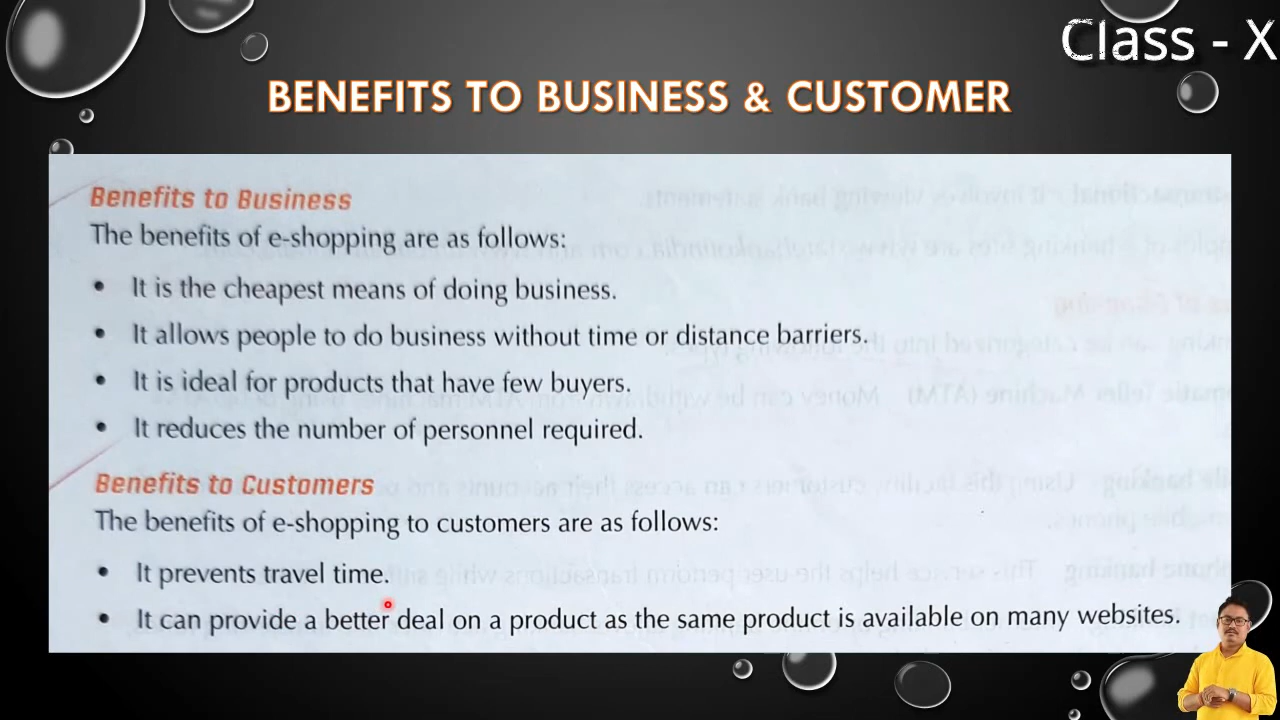 Class - X
BENEFITS TO BUSINESS & CUSTOMER
Benefits to Business
The benefits of e-shopping are as follows:
• It is the cheapest means of doing business.
• It allows people to do business without time or distance barriers.
• It is ideal for products that have few buyers.
• It reduces the number of personnel required.
Benefits to Customers
The benefits of e-shopping to customers are as follows:
• It prevents travel time.
• It can provide a better deal on a product as the same product is available on many websites.